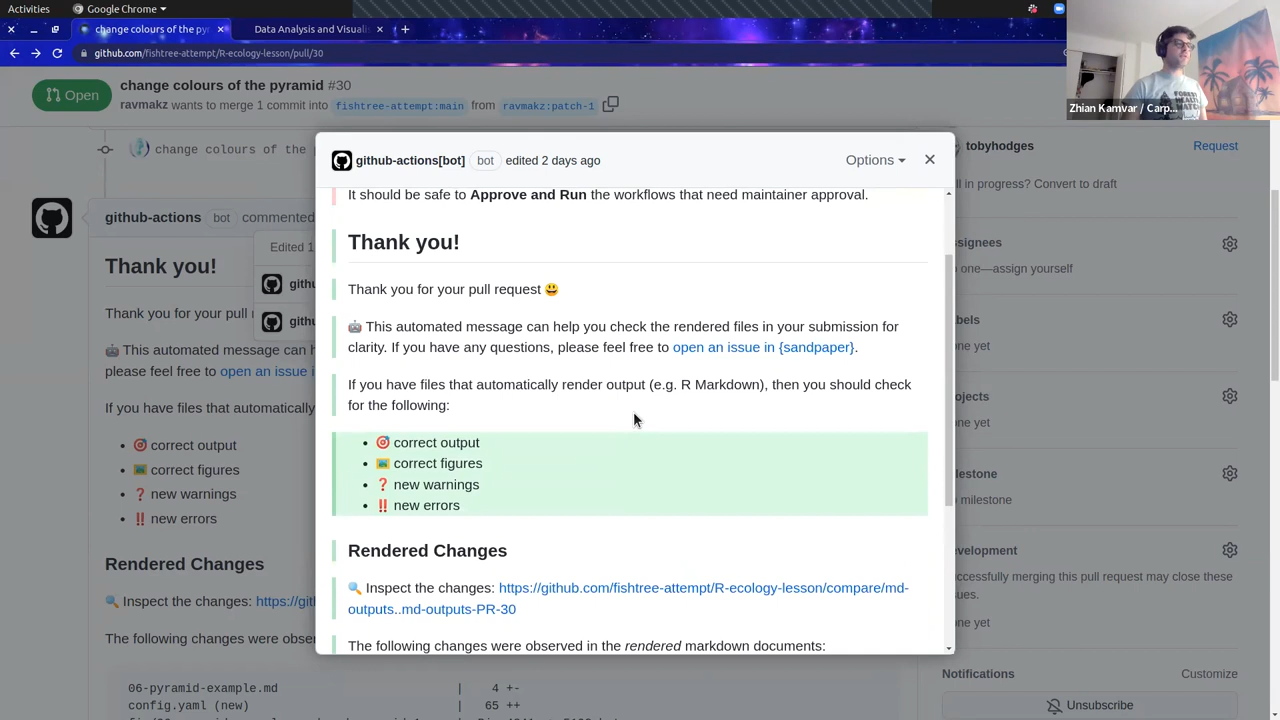 Activities
Google Chrome
change colours of the py
Data Analysis and Visuali
github.com/fishtree-attempt/R-ecology-lesson/pull/30
Open
change colours of the pyramid #30
ravmakz wants to merge 1 commit into fishtree-attempt:main from ravmakz:patch-1
Zhian Kamvar / Carp...
change colours of the p
tobyhodges
Request
ll in progress? Convert to draft
github-actions bot commented
Edited 1
Thank you!
gith
gith
Thank you for your pull
This automated message can h
please feel free to open an issue i
If you have files that automatically
correct output
correct figures
new warnings
new errors
Rendered Changes
Inspect the changes: https://gitl
The following changes were obser
06-pyramid-example.md | 4 +-
config.yaml (new) | 65 ++
github-actions[bot] bot edited 2 days ago
Options
It should be safe to Approve and Run the workflows that need maintainer approval.
Thank you!
Thank you for your pull request 😃
🤖 This automated message can help you check the rendered files in your submission for
clarity. If you have any questions, please feel free to open an issue in {sandpaper}.
If you have files that automatically render output (e.g. R Markdown), then you should check
for the following:
🎯 correct output
🖼️ correct figures
❓ new warnings
‼️ new errors
Rendered Changes
🔍 Inspect the changes: https://github.com/fishtree-attempt/R-ecology-lesson/compare/md-
outputs..md-outputs-PR-30
The following changes were observed in the rendered markdown documents:
ssignees
o one—assign yourself
abels
one yet
rojects
one yet
ilestone
o milestone
evelopment
uccessfully merging this pull request may close these
sues.
one yet
Notifications
Customize
Unsubscribe